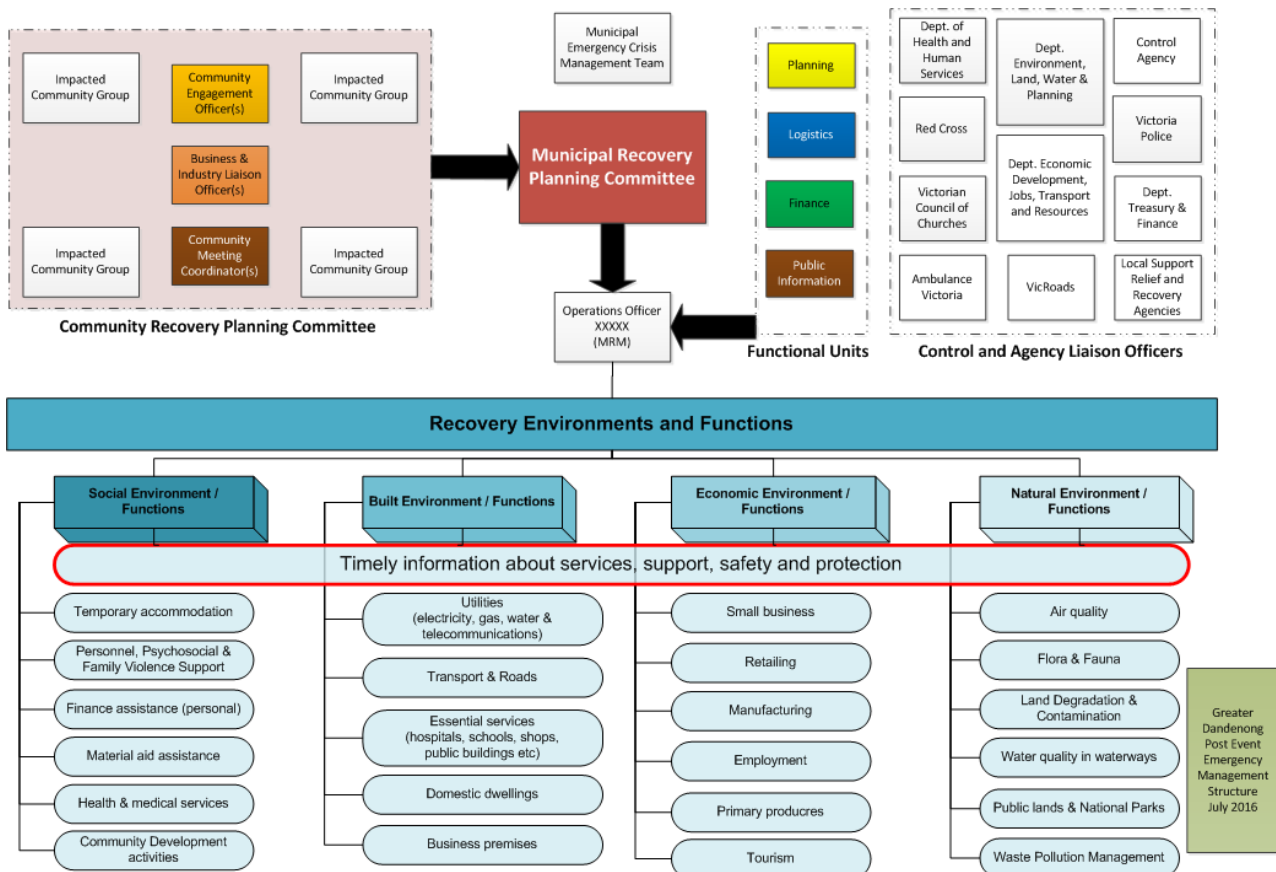 Impacted
Community Group
Community
Engagement
Officer(s)
Impacted
Community Group
Business &
Industry Liaison
Officer(s)
Impacted
Community Group
Community
Meeting
Coordinator(s)
Impacted
Community Group
Community Recovery Planning Committee
Municipal
Emergency Crisis
Management Team
Municipal Recovery
Planning Committee
Operations Officer
XXXXX
(MRM)
Planning
Logistics
Finance
Public
Information
Functional Units
Dept. of
Health and
Human
Services
Dept.
Environment,
Land, Water &
Planning
Control
Agency
Red Cross
Victoria
Police
Dept. Economic
Development,
Jobs, Transport
and Resources
Victorian
Council of
Churches
Dept.
Treasury &
Finance
Ambulance
Victoria
VicRoads
Local Support
Relief and
Recovery
Agencies
Control and Agency Liaison Officers
Recovery Environments and Functions
Social Environment /
Functions
Built Environment / Functions
Economic Environment /
Functions
Natural Environment /
Functions
Timely information about services, support, safety and protection
Temporary accommodation
Personnel, Psychosocial &
Family Violence Support
Finance assistance (personal)
Material aid assistance
Health & medical services
Community Development
activities
Utilities
(electricity, gas, water &
telecommunications)
Transport & Roads
Essential services
(hospitals, schools, shops,
public buildings etc)
Domestic dwellings
Business premises
Small business
Retailing
Manufacturing
Employment
Primary producres
Tourism
Air quality
Flora & Fauna
Land Degradation &
Contamination
Water quality in waterways
Public lands & National Parks
Waste Pollution Management
Greater
Dandenong
Post Event
Emergency
Management
Structure
July 2016